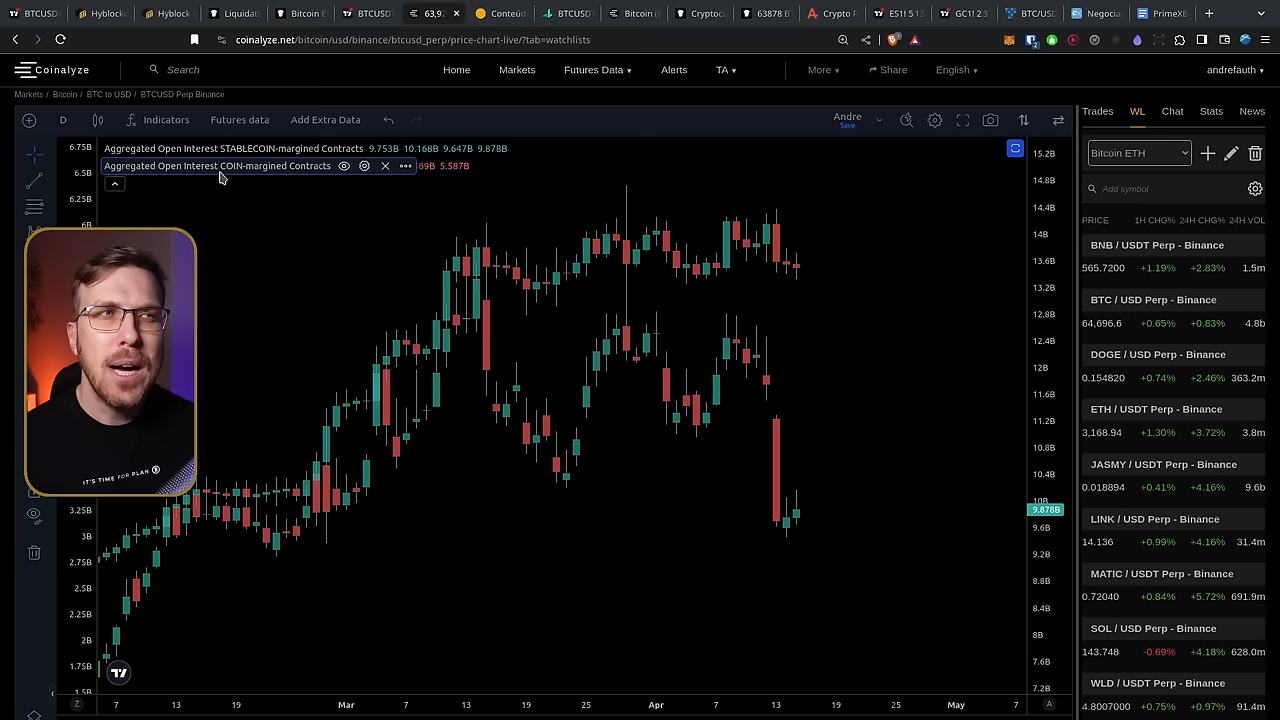 BTCUSDT
Hyblock
Hyblock
Liquidati
Bitcoin E
BTCUSD
63,92
Conteúd
BTCUSDT
Bitcoin (
Cryptocu
63878 B
Crypto F
ES1! 5 1
GC1! 2 3
BTC/USD
Negociar
PrimeXB
coinalyze.net/bitcoin/usd/binance/btcusd_perp/price-chart-live/?tab=watchlists
Coinalyze
Search
Home
Markets
Futures Data
Alerts
TA
More
Share
English
andrefauth
Markets / Bitcoin / BTC to USD / BTCUSD Perp Binance
D
Indicators
Futures data
Add Extra Data
Andre
Save
Trades
WL
Chat
Stats
News
Aggregated Open Interest STABLECOIN-margined Contracts 9.753B 10.168B 9.647B 9.878B
Aggregated Open Interest COIN-margined Contracts 69B 5.587B
6.75B
6.5B
6.25B
6B
3.25B
3B
2.75B
2.5B
2.25B
2B
1.75B
1.5B
IT'S TIME FOR PLAN B
15.2B
14.8B
14.4B
14B
13.6B
13.2B
12.8B
12.4B
12B
11.6B
11.2B
10.8B
10.4B
10B
9.878B
9.6B
9.2B
8.8B
8.4B
8B
7.6B
7.2B
Z
7
13
19
Mar
7
13
19
25
Apr
7
13
19
25
May
7
A
Bitcoin ETH
Add symbol
PRICE 1H CHG% 24H CHG% 24H VOL
BNB / USDT Perp - Binance
565.7200 +1.19% +2.83% 1.5m
BTC / USD Perp - Binance
64,696.6 +0.65% +0.83% 4.8b
DOGE / USD Perp - Binance
0.154820 +0.74% +2.46% 363.2m
ETH / USD Perp - Binance
3,168.94 +1.30% +3.72% 3.8m
JASMY / USDT Perp - Binance
0.018894 +0.41% +4.16% 9.6b
LINK / USD Perp - Binance
14.136 +0.99% +4.16% 31.4m
MATIC / USDT Perp - Binance
0.72040 +0.84% +5.72% 691.9m
SOL / USD Perp - Binance
143.748 -0.69% +4.18% 628.0m
WLD / USD Perp - Binance
4.8007000 +0.75% +0.97% 91.4m